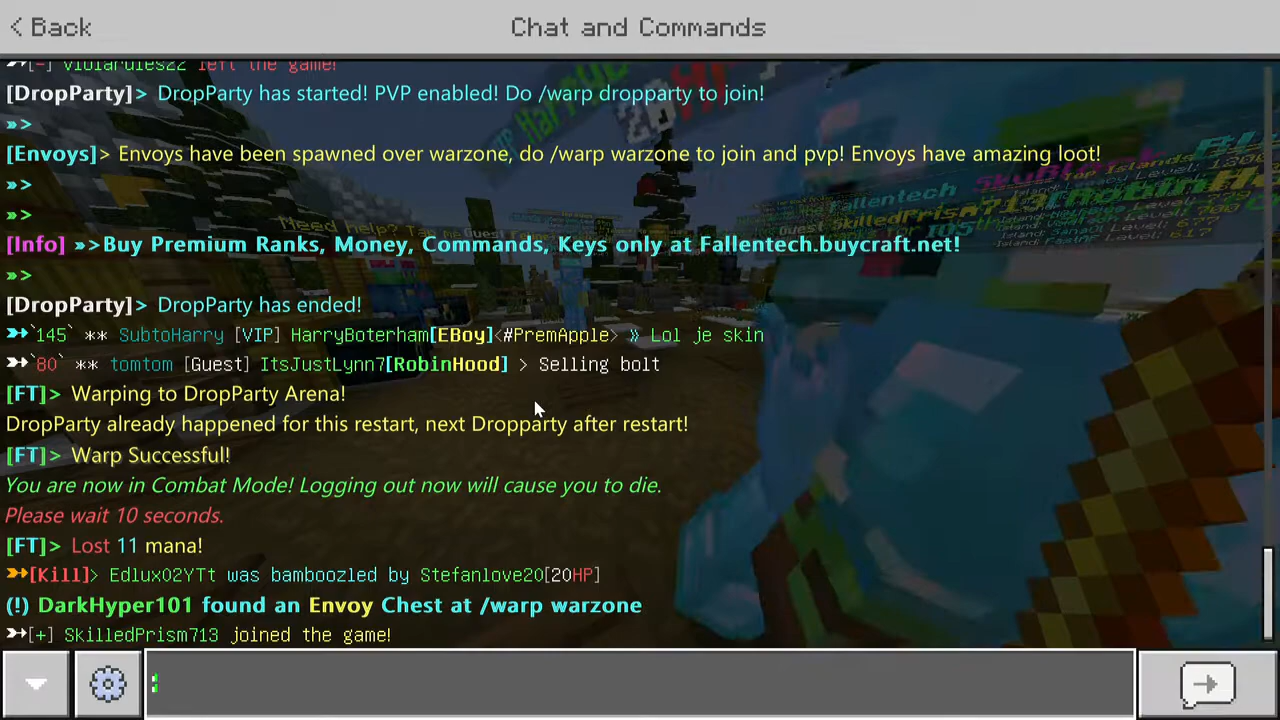 Back
Chat and Commands
[-] violarules22 left the game!
[DropParty]> DropParty has started! PVP enabled! Do /warp dropparty to join!
»>
[Envoys]> Envoys have been spawned over warzone, do /warp warzone to join and pvp! Envoys have amazing loot!
»>
»>
[Info] »>Buy Premium Ranks, Money, Commands, Keys only at Fallentech.buycraft.net!
»>
[DropParty]> DropParty has ended!
`145` ** SubtoHarry [VIP] HarryBoterham[EBoy]<#PremApple> » Lol je skin
`80` ** tomtom [Guest] ItsJustLynn7[RobinHood] > Selling bolt
[FT]> Warping to DropParty Arena!
DropParty already happened for this restart, next Dropparty after restart!
[FT]> Warp Successful!
You are now in Combat Mode! Logging out now will cause you to die.
Please wait 10 seconds.
[FT]> Lost 11 mana!
[Kill]> Edlux02YTt was bamboozled by Stefanlove20[20HP]
(!) DarkHyper101 found an Envoy Chest at /warp warzone
[+] SkilledPrism713 joined the game!